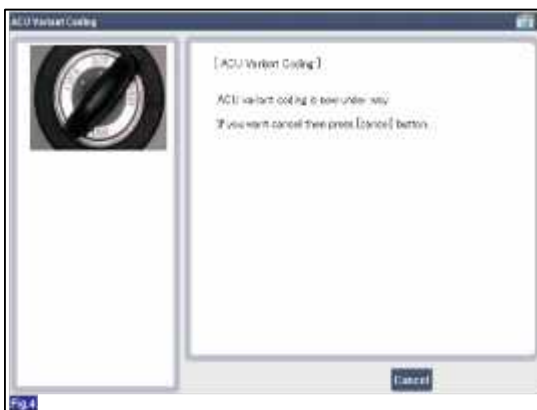 ACU Variant Coding
[ ACU Variant Coding ]
ACU variant coding is now under way
If you want cancel then press [cancel] button
Cancel
Fig.4